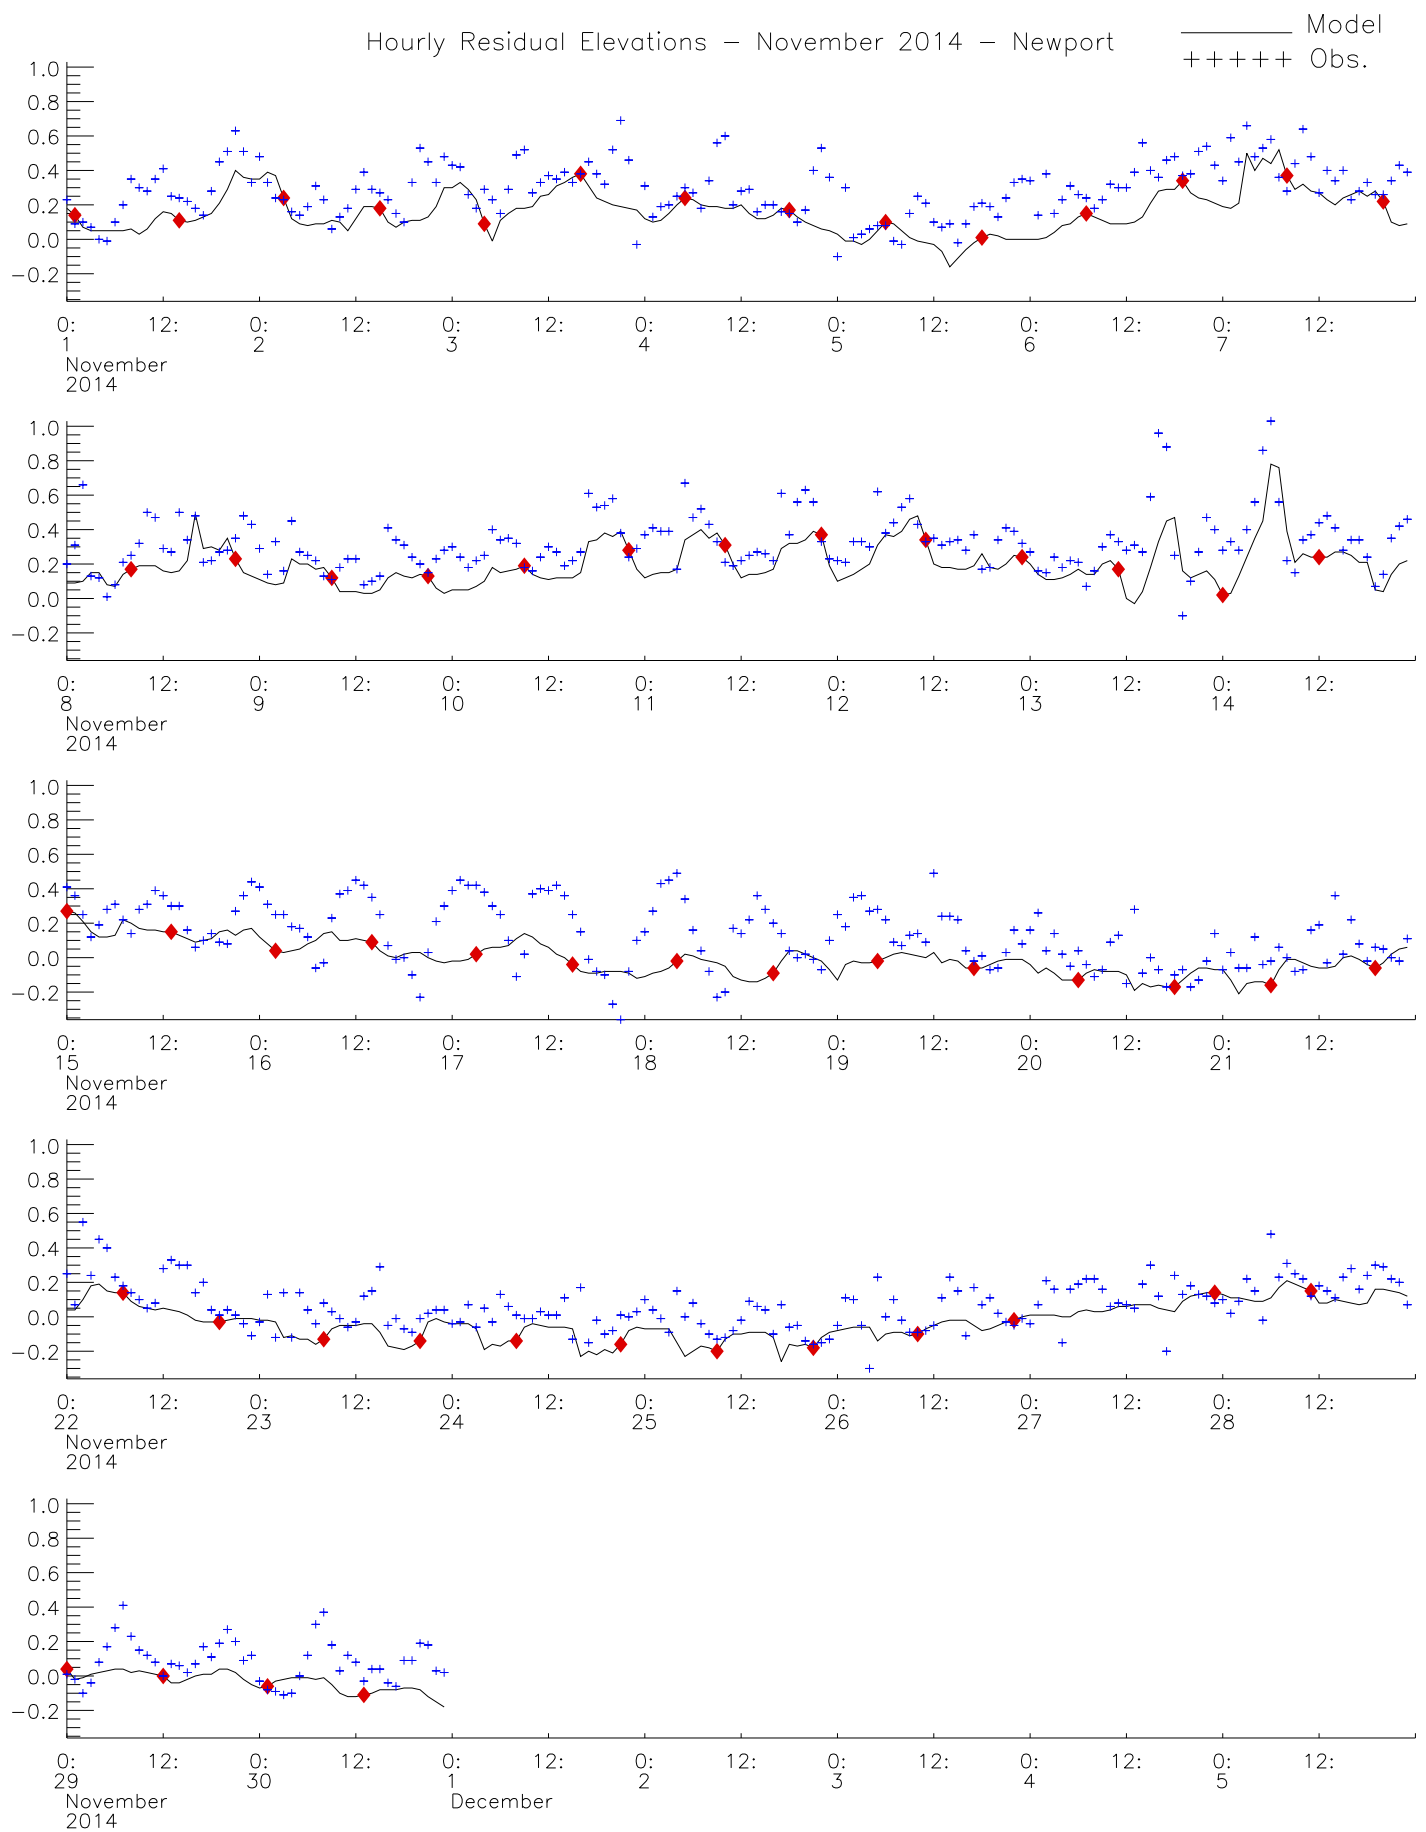 Hourly Residual Elevations – November 2014 – Newport
Model
+++++ Obs.
1.0
0.8
0.6
0.4
0.2
0.0
−0.2
0: 12: 0: 12: 0: 12: 0: 12: 0: 12: 0: 12: 0: 12:
1 2 3 4 5 6 7
November
2014
1.0
0.8
0.6
0.4
0.2
0.0
−0.2
0: 12: 0: 12: 0: 12: 0: 12: 0: 12: 0: 12: 0: 12:
8 9 10 11 12 13 14
November
2014
1.0
0.8
0.6
0.4
0.2
0.0
−0.2
0: 12: 0: 12: 0: 12: 0: 12: 0: 12: 0: 12: 0: 12:
15 16 17 18 19 20 21
November
2014
1.0
0.8
0.6
0.4
0.2
0.0
−0.2
0: 12: 0: 12: 0: 12: 0: 12: 0: 12: 0: 12: 0: 12:
22 23 24 25 26 27 28
November
2014
1.0
0.8
0.6
0.4
0.2
0.0
−0.2
0: 12: 0: 12: 0: 12: 0: 12: 0: 12: 0: 12: 0: 12:
29 30 1 2 3 4 5
November December
2014